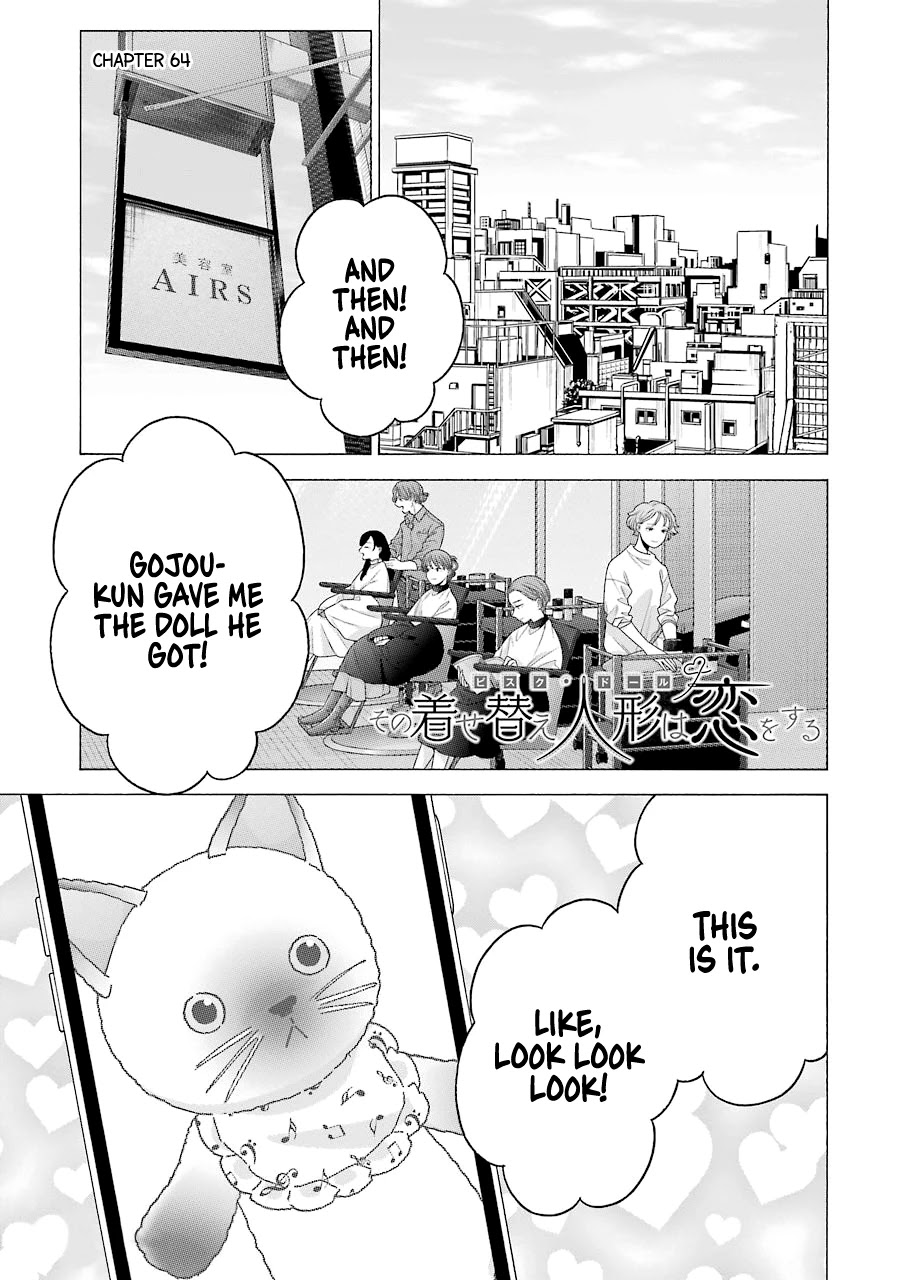 CHAPTER 64
AND
THEN!
AND
THEN!
美容室
AIRS
GOJOU-
KUN GAVE ME
THE DOLL HE
GOT!
ビスク・ドール
その着せ替え人形は恋をする
THIS
IS IT.
LIKE,
LOOK LOOK
LOOK!